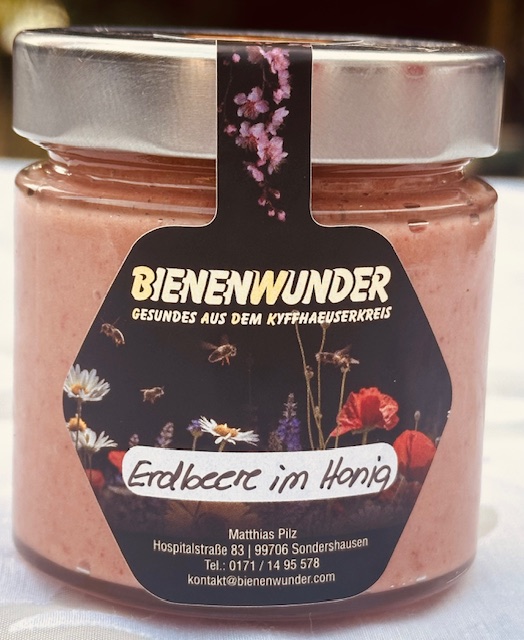 BIENENWUNDER
GESUNDES AUS DEM KYFFHAEUSERKREIS
Erdbeere im Honig
Matthias Pilz
Hospitalstraße 83 | 99706 Sondershausen
Tel.: 0171 / 14 95 578
kontakt@bienenwunder.com